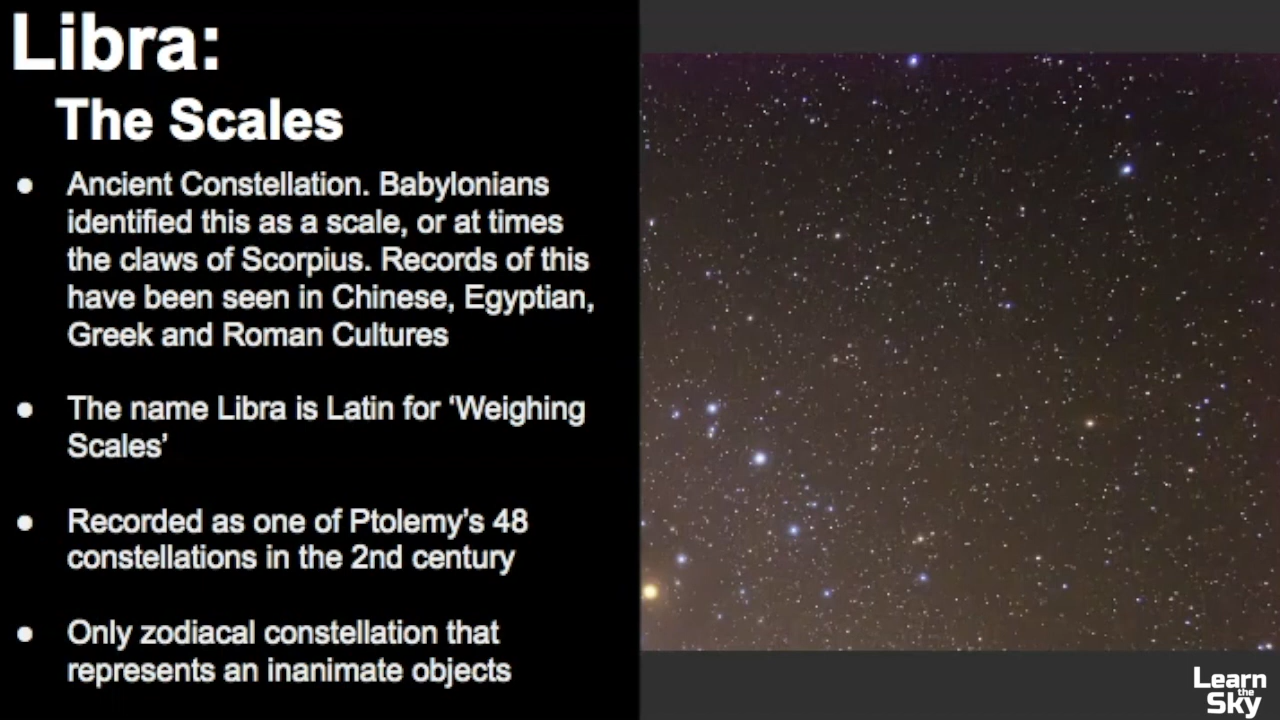 Libra:
The Scales
● Ancient Constellation. Babylonians
identified this as a scale, or at times
the claws of Scorpius. Records of this
have been seen in Chinese, Egyptian,
Greek and Roman Cultures
● The name Libra is Latin for ‘Weighing
Scales’
● Recorded as one of Ptolemy’s 48
constellations in the 2nd century
● Only zodiacal constellation that
represents an inanimate objects
Learn
the
Sky